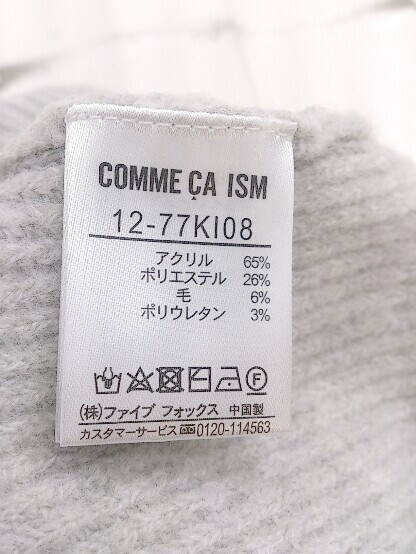 COMME ÇA ISM
12-77KI08
アクリル 65%
ポリエステル 26%
毛 6%
ポリウレタン 3%
(株)ファイブ フォックス 中国製
カスタマーサービス 0120-114563